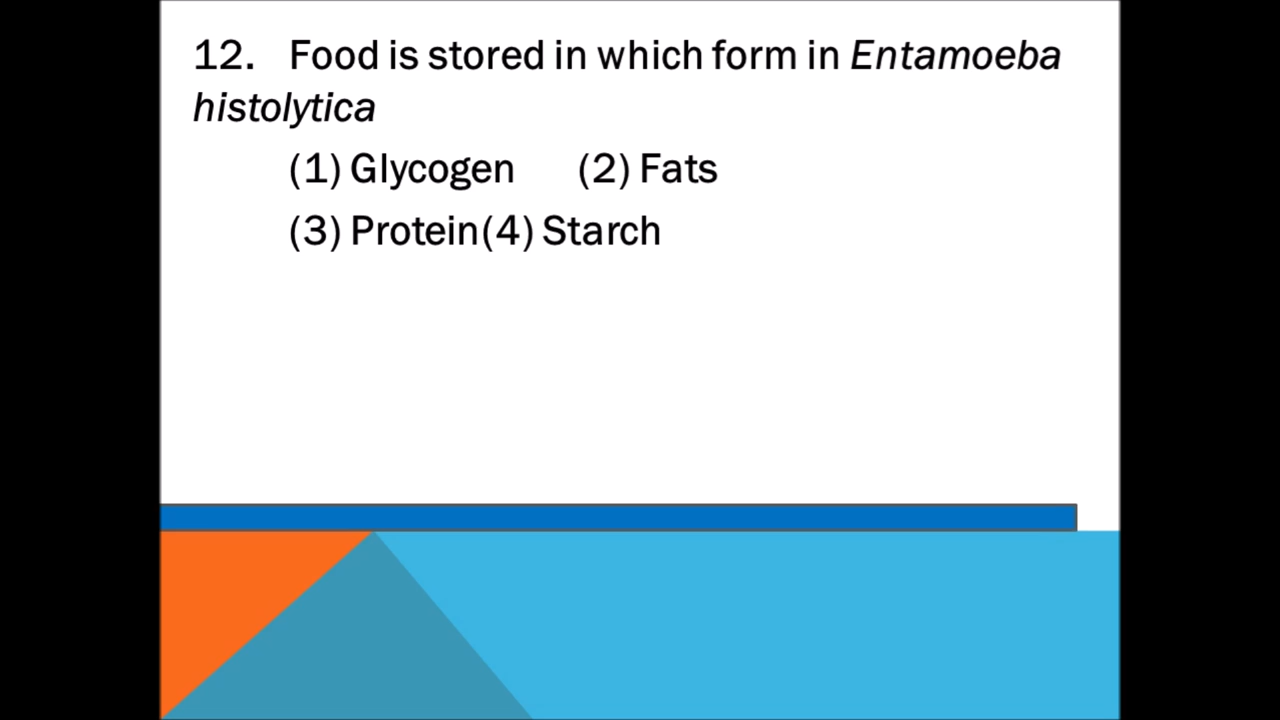 12. Food is stored in which form in Entamoeba
histolytica
(1) Glycogen (2) Fats
(3) Protein(4) Starch